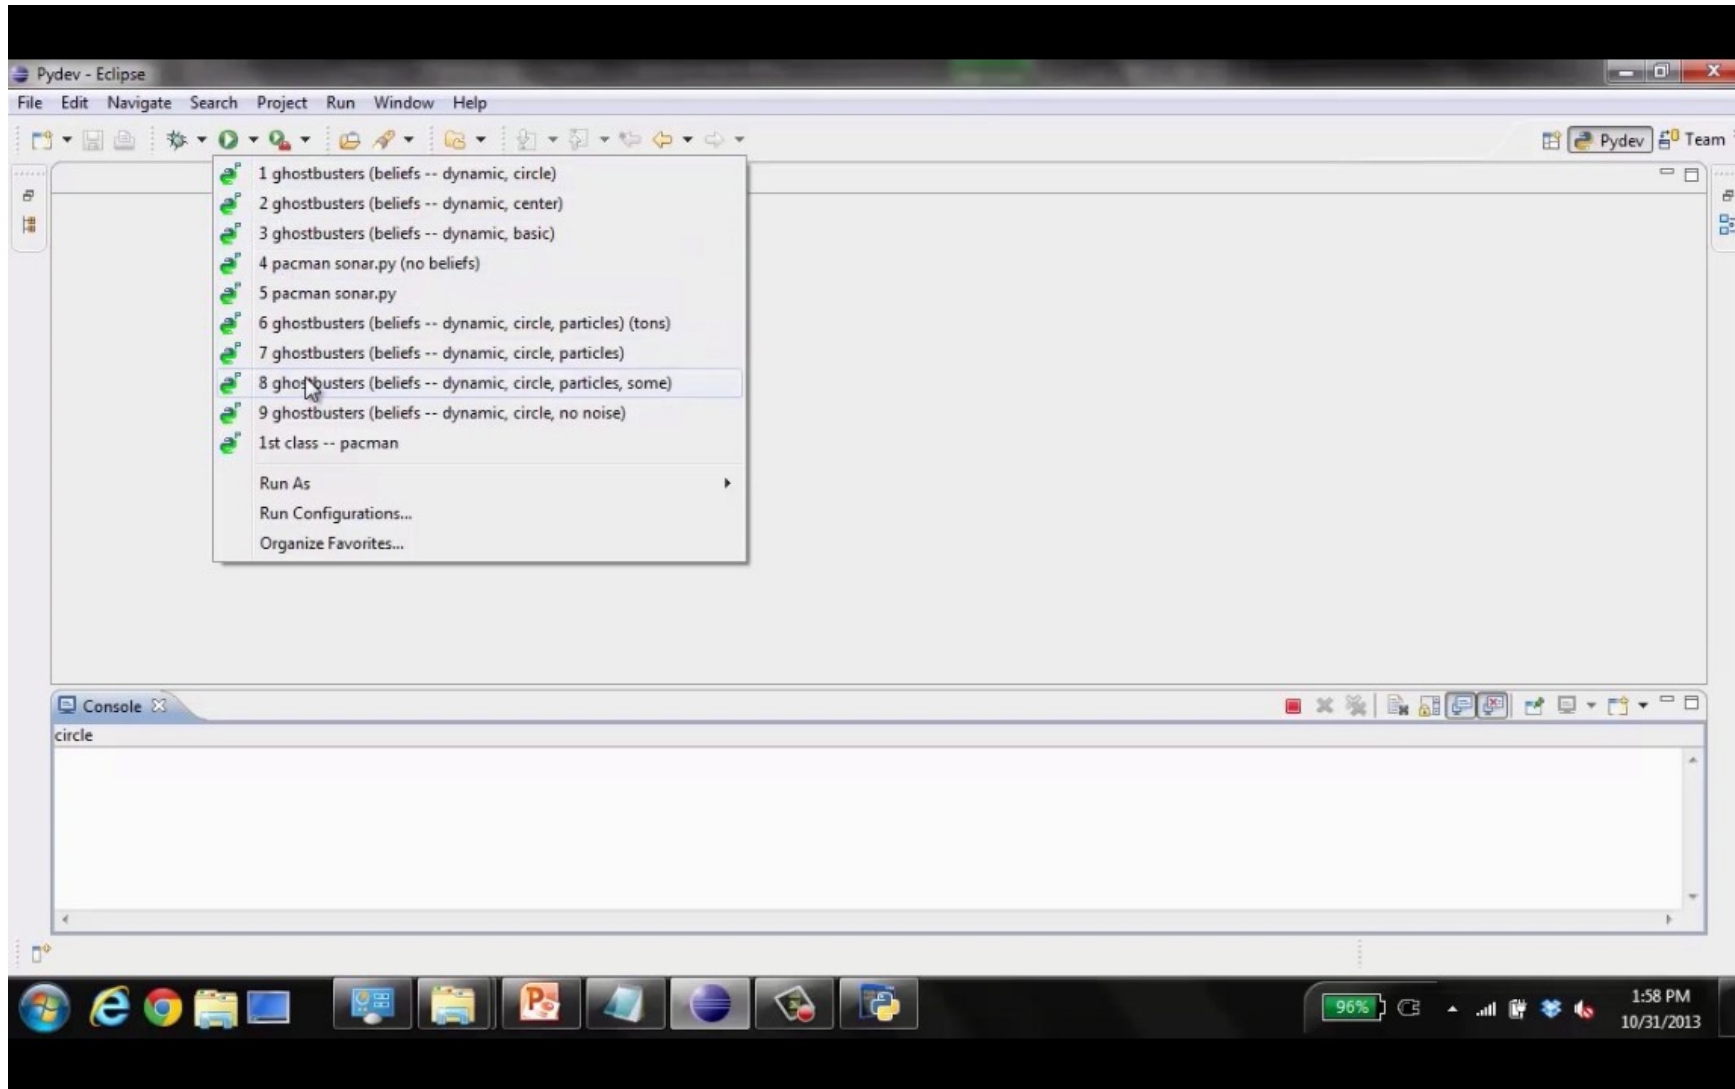 Pydev - Eclipse
File Edit Navigate Search Project Run Window Help
Pydev Team
1 ghostbusters (beliefs -- dynamic, circle)
2 ghostbusters (beliefs -- dynamic, center)
3 ghostbusters (beliefs -- dynamic, basic)
4 pacman sonar.py (no beliefs)
5 pacman sonar.py
6 ghostbusters (beliefs -- dynamic, circle, particles) (tons)
7 ghostbusters (beliefs -- dynamic, circle, particles)
8 ghostbusters (beliefs -- dynamic, circle, particles, some)
9 ghostbusters (beliefs -- dynamic, circle, no noise)
1st class -- pacman
Run As
Run Configurations...
Organize Favorites...
Console
circle
96%
1:58 PM
10/31/2013